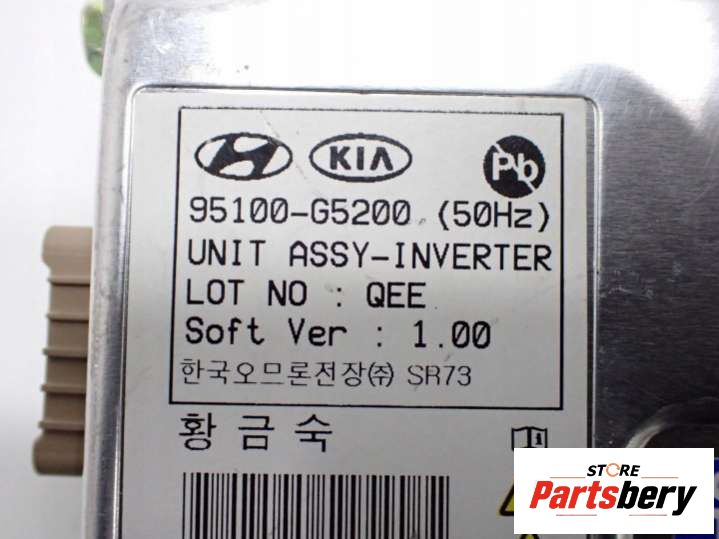 KIA Pb
95100-G5200 (50Hz)
UNIT ASSY-INVERTER
LOT NO : QEE
Soft Ver : 1.00
한국오므론전장㈜ SR73
황금숙
STORE
Partsbery